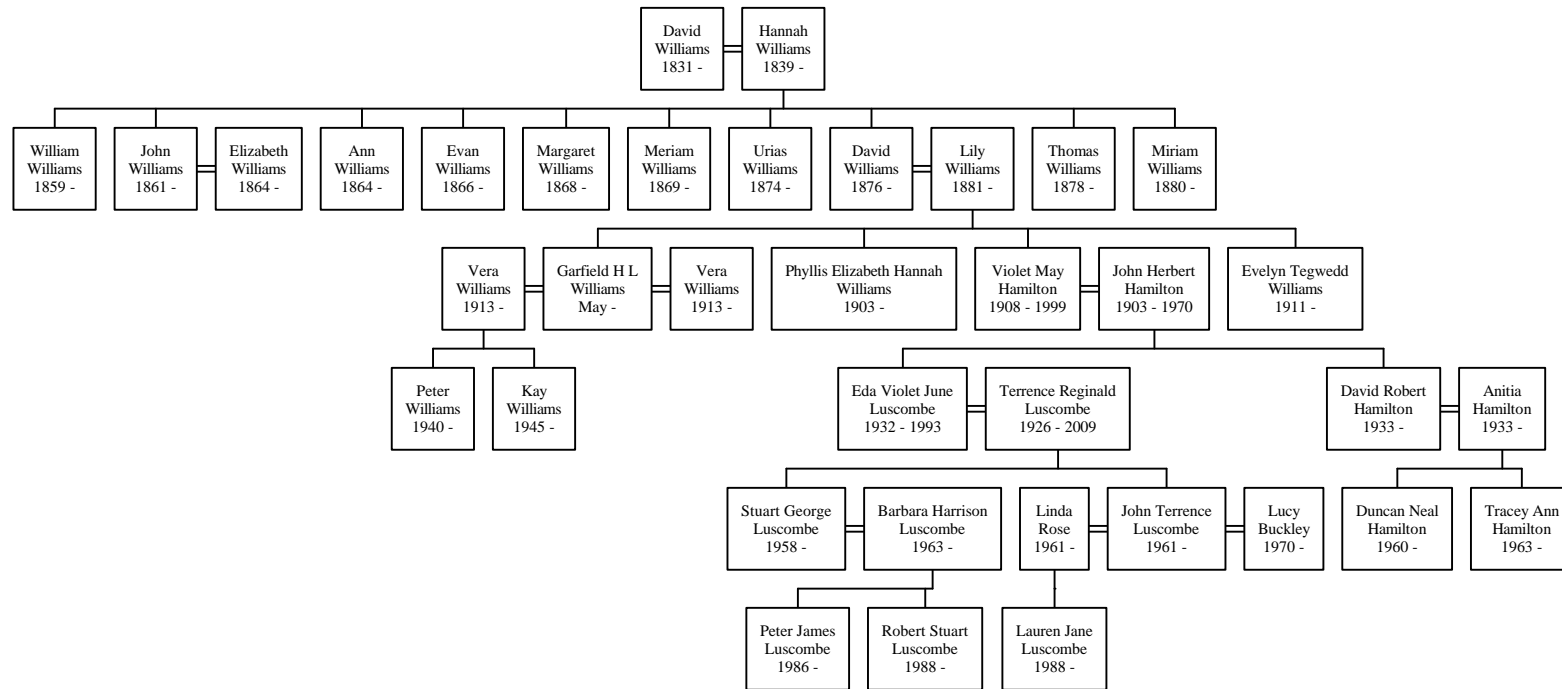 David
Williams
1831 -
Hannah
Williams
1839 -
William
Williams
1859 -
John
Williams
1861 -
Elizabeth
Williams
1864 -
Ann
Williams
1864 -
Evan
Williams
1866 -
Margaret
Williams
1868 -
Meriam
Williams
1869 -
Urias
Williams
1874 -
David
Williams
1876 -
Lily
Williams
1881 -
Thomas
Williams
1878 -
Miriam
Williams
1880 -
Vera
Williams
1913 -
Garfield H L
Williams
May -
Vera
Williams
1913 -
Phyllis Elizabeth Hannah
Williams
1903 -
Violet May
Hamilton
1908 - 1999
John Herbert
Hamilton
1903 - 1970
Evelyn Tegwedd
Williams
1911 -
Peter
Williams
1940 -
Kay
Williams
1945 -
Eda Violet June
Luscombe
1932 - 1993
Terrence Reginald
Luscombe
1926 - 2009
David Robert
Hamilton
1933 -
Anitia
Hamilton
1933 -
Stuart George
Luscombe
1958 -
Barbara Harrison
Luscombe
1963 -
Linda
Rose
1961 -
John Terrence
Luscombe
1961 -
Lucy
Buckley
1970 -
Duncan Neal
Hamilton
1960 -
Tracey Ann
Hamilton
1963 -
Peter James
Luscombe
1986 -
Robert Stuart
Luscombe
1988 -
Lauren Jane
Luscombe
1988 -